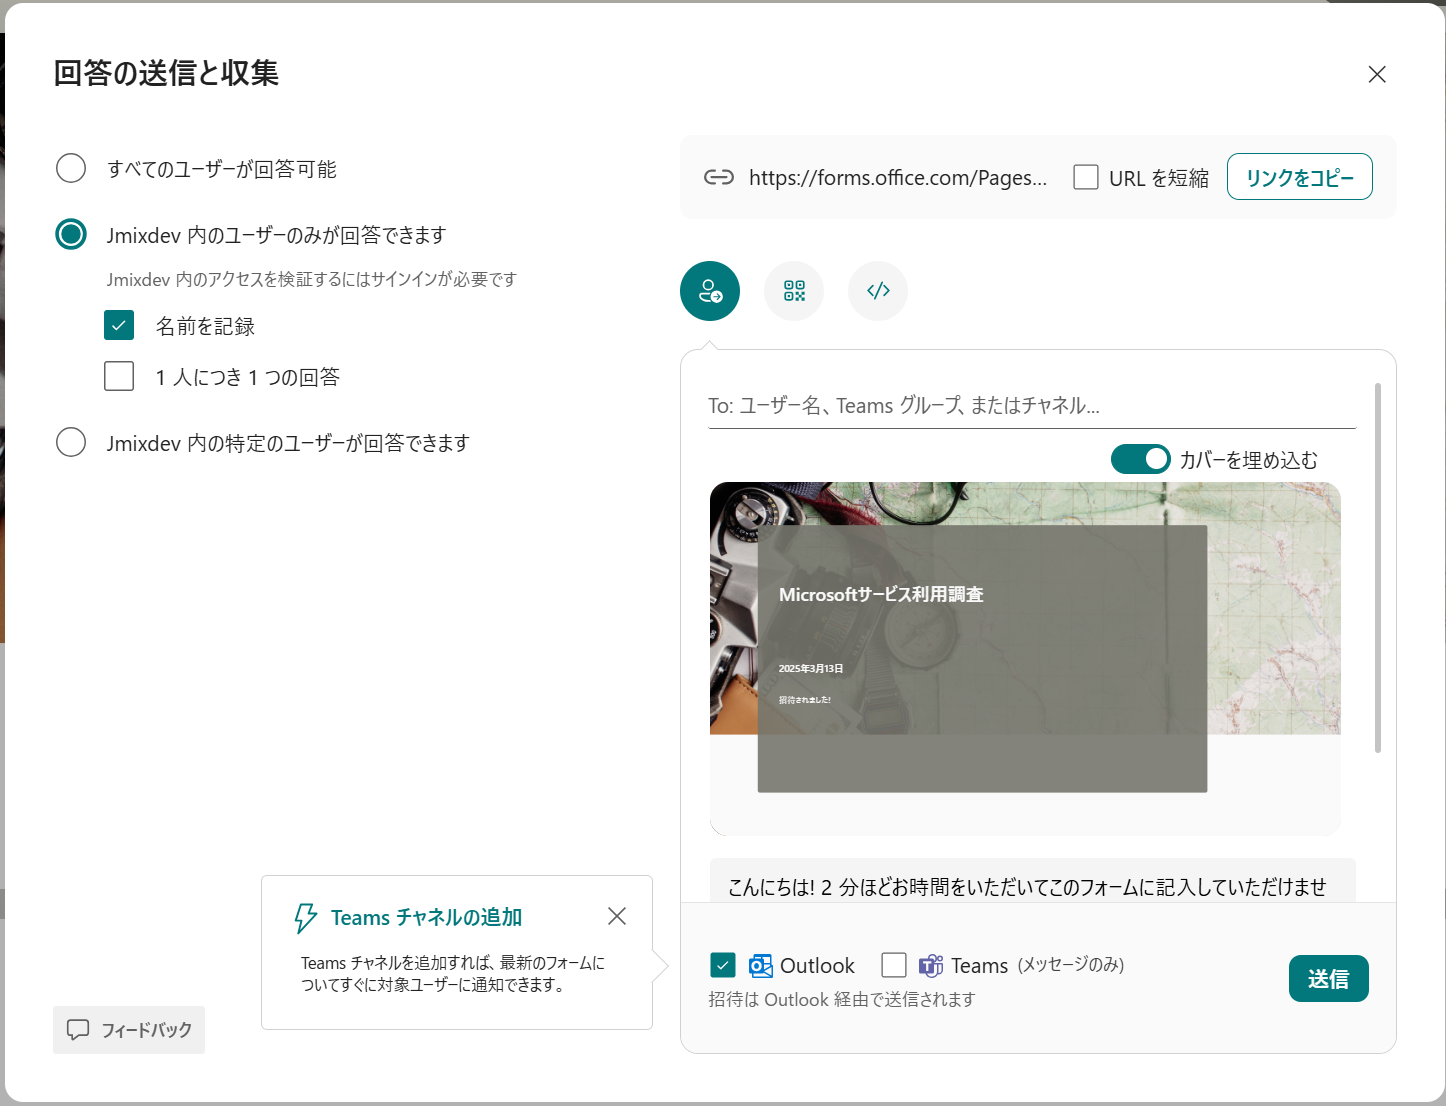 回答の送信と収集
すべてのユーザーが回答可能
Jmixdev 内のユーザーのみが回答できます
Jmixdev 内のアクセスを検証するにはサインインが必要です
名前を記録
1 人につき 1 つの回答
Jmixdev 内の特定のユーザーが回答できます
https://forms.office.com/Pages...
URL を短縮
リンクをコピー
To: ユーザー名、Teams グループ、またはチャネル...
カバーを埋め込む
Microsoftサービス利用調査
2025年3月13日
招待されました!
こんにちは! 2 分ほどお時間をいただいてこのフォームに記入していただけませ
Teams チャネルの追加
Teams チャネルを追加すれば、最新のフォームに
ついてすぐに対象ユーザーに通知できます。
Outlook
Teams (メッセージのみ)
招待は Outlook 経由で送信されます
送信
フィードバック